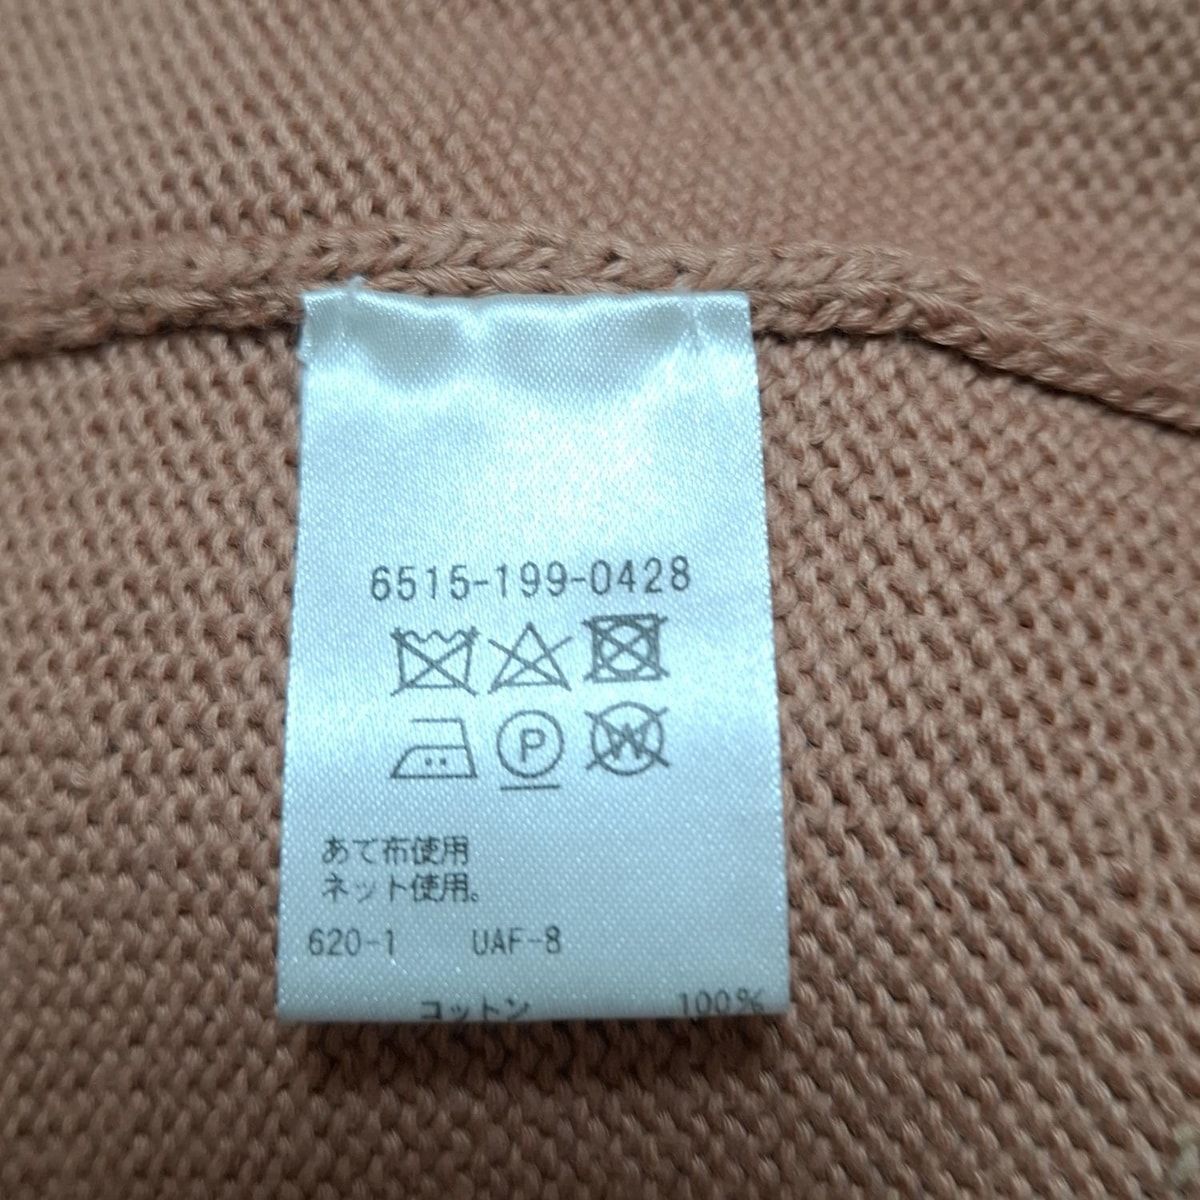 6515-199-0428
P W
あて布使用
ネット使用。
620-1 UAF-8
コットン 100%